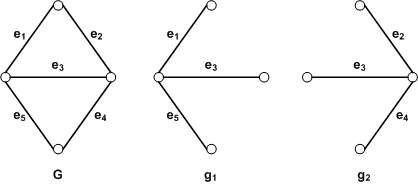 e₁ e₂ e₁ e₂
e₃ e₃ e₃
e₅ e₄ e₅ e₄
G g₁ g₂